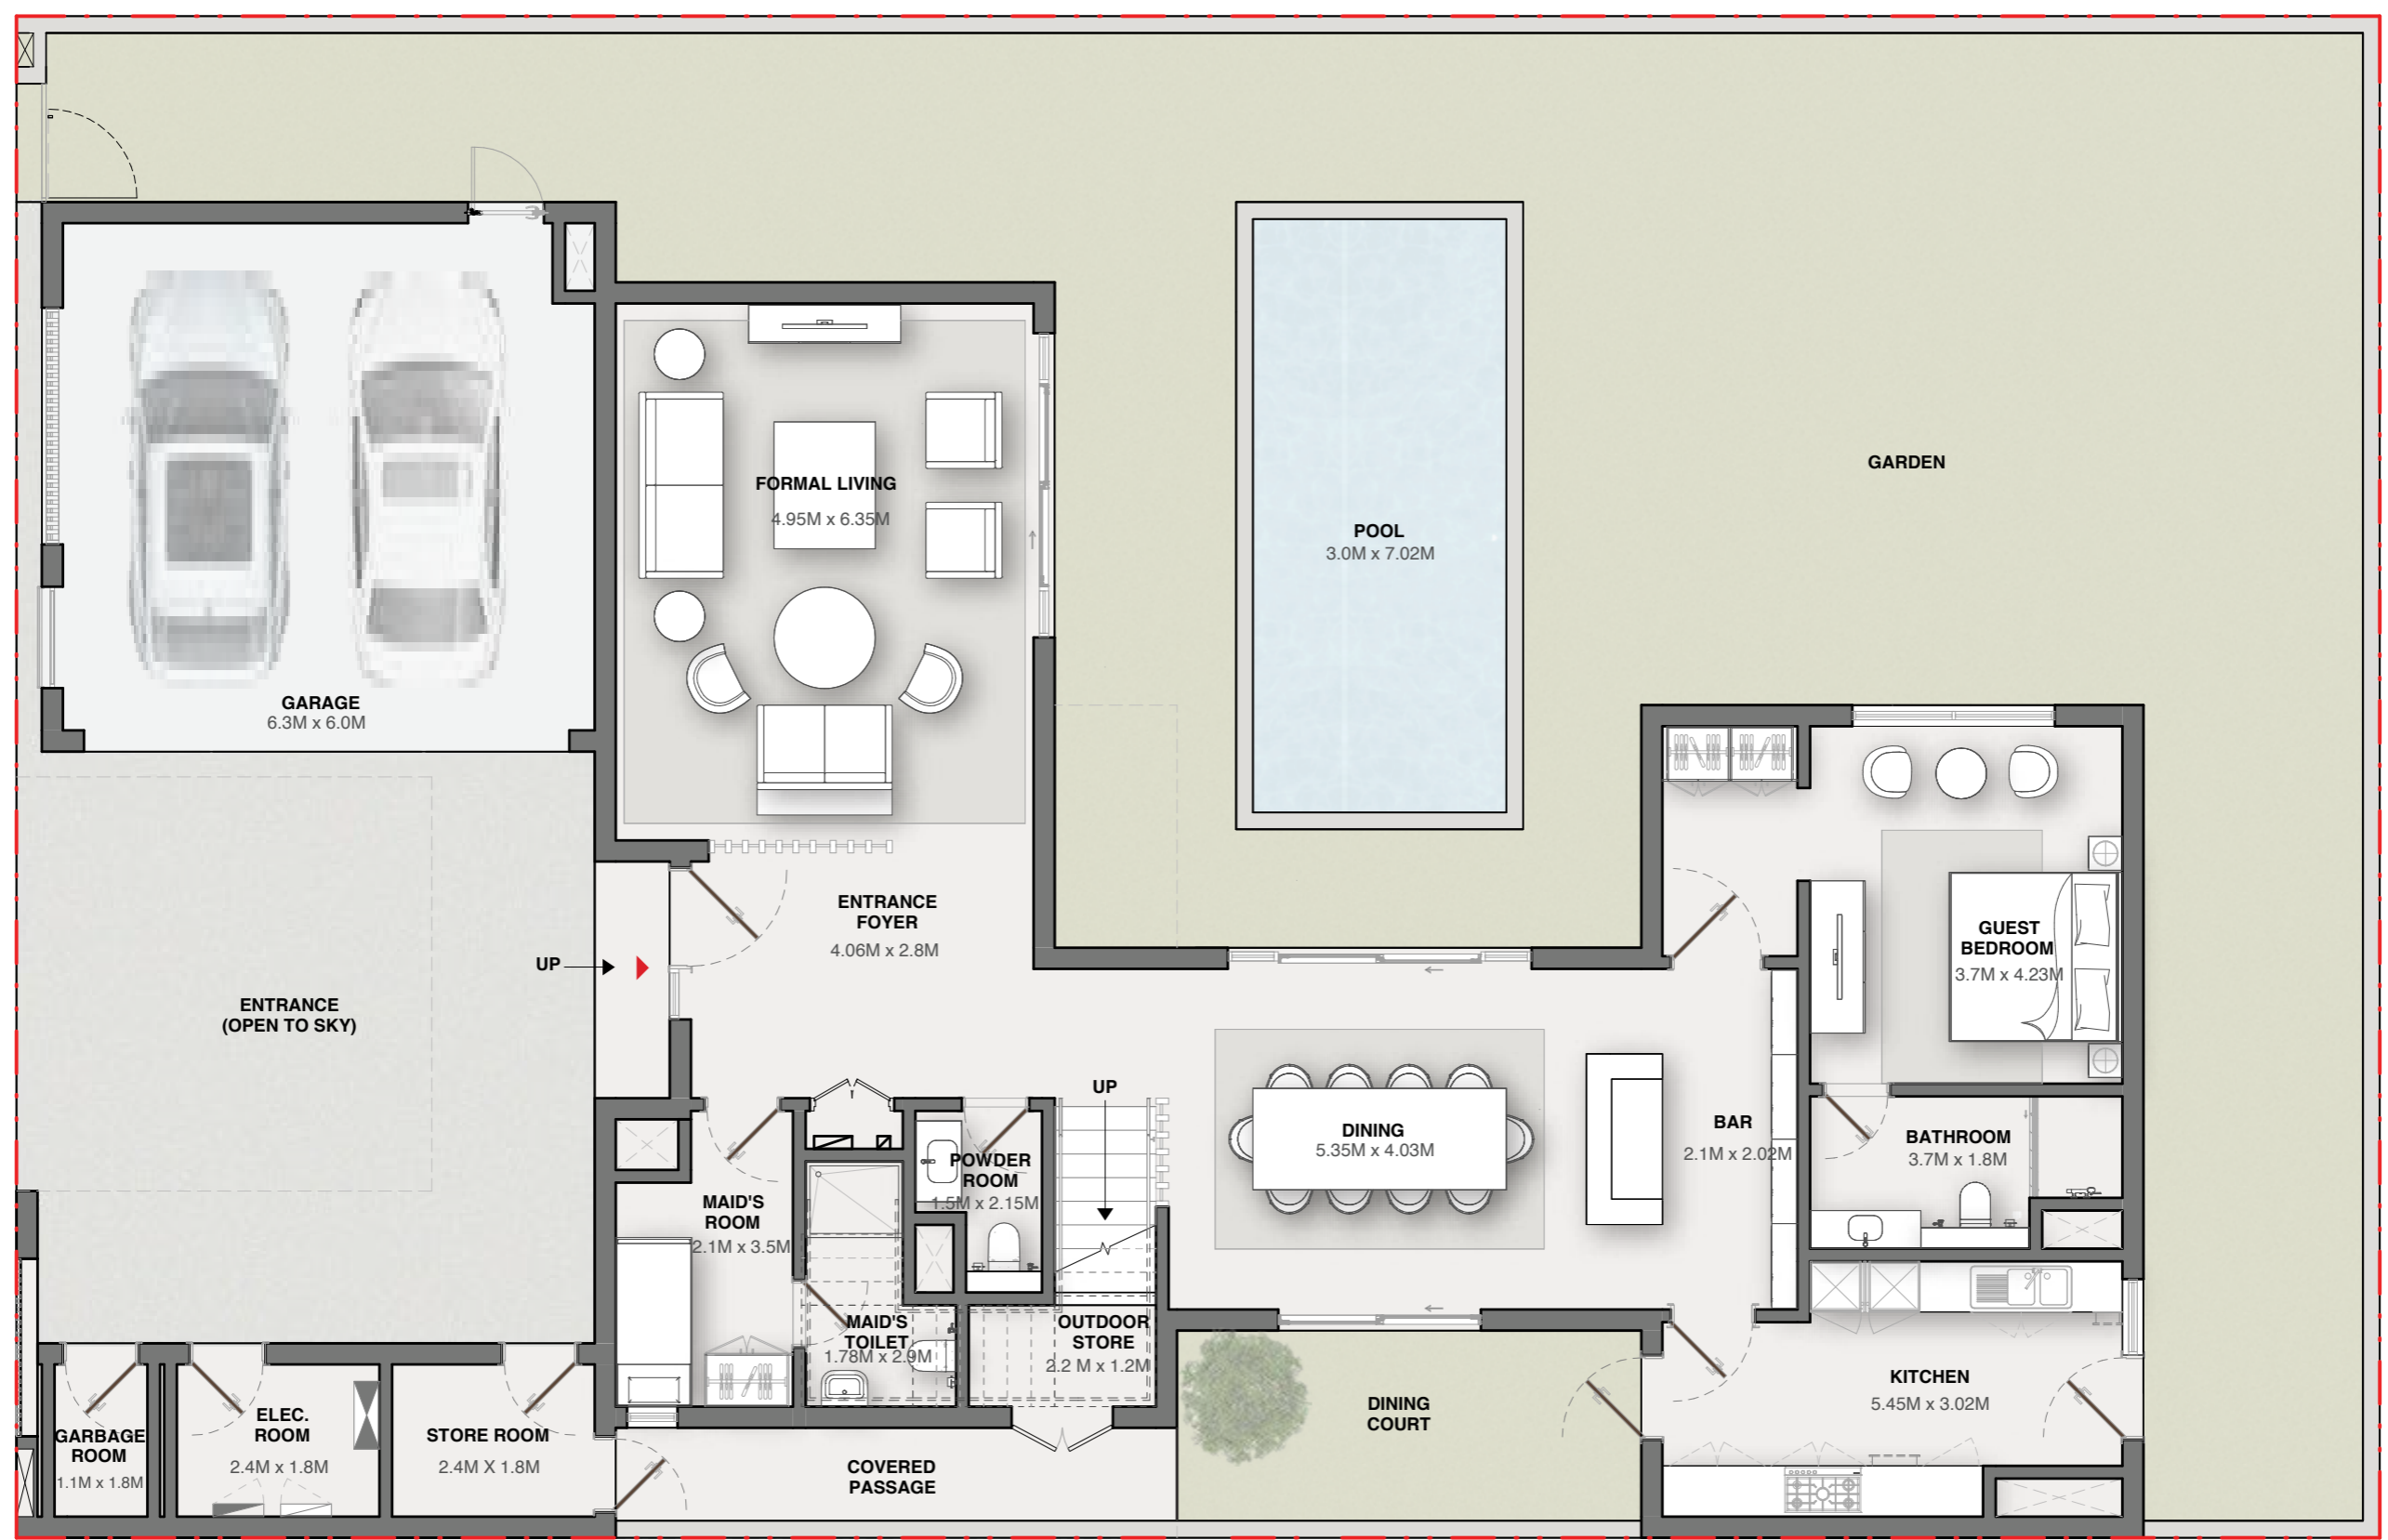 GARDEN
FORMAL LIVING
4.95M x 6.35M
POOL
3.0M x 7.02M
GARAGE
6.3M x 6.0M
ENTRANCE
FOYER
4.06M x 2.8M
GUEST
BEDROOM
3.7M x 4.23M
UP
ENTRANCE
(OPEN TO SKY)
UP
DINING
5.35M x 4.03M
BAR
2.1M x 2.02M
BATHROOM
3.7M x 1.8M
POWDER
ROOM
1.5M x 2.15M
MAID'S
ROOM
2.1M x 3.5M
MAID'S
TOILET
1.78M x 2.9M
OUTDOOR
STORE
2.2 M x 1.2M
KITCHEN
5.45M x 3.02M
DINING
COURT
GARBAGE
ROOM
1.1M x 1.8M
ELEC.
ROOM
2.4M x 1.8M
STORE ROOM
2.4M X 1.8M
COVERED
PASSAGE